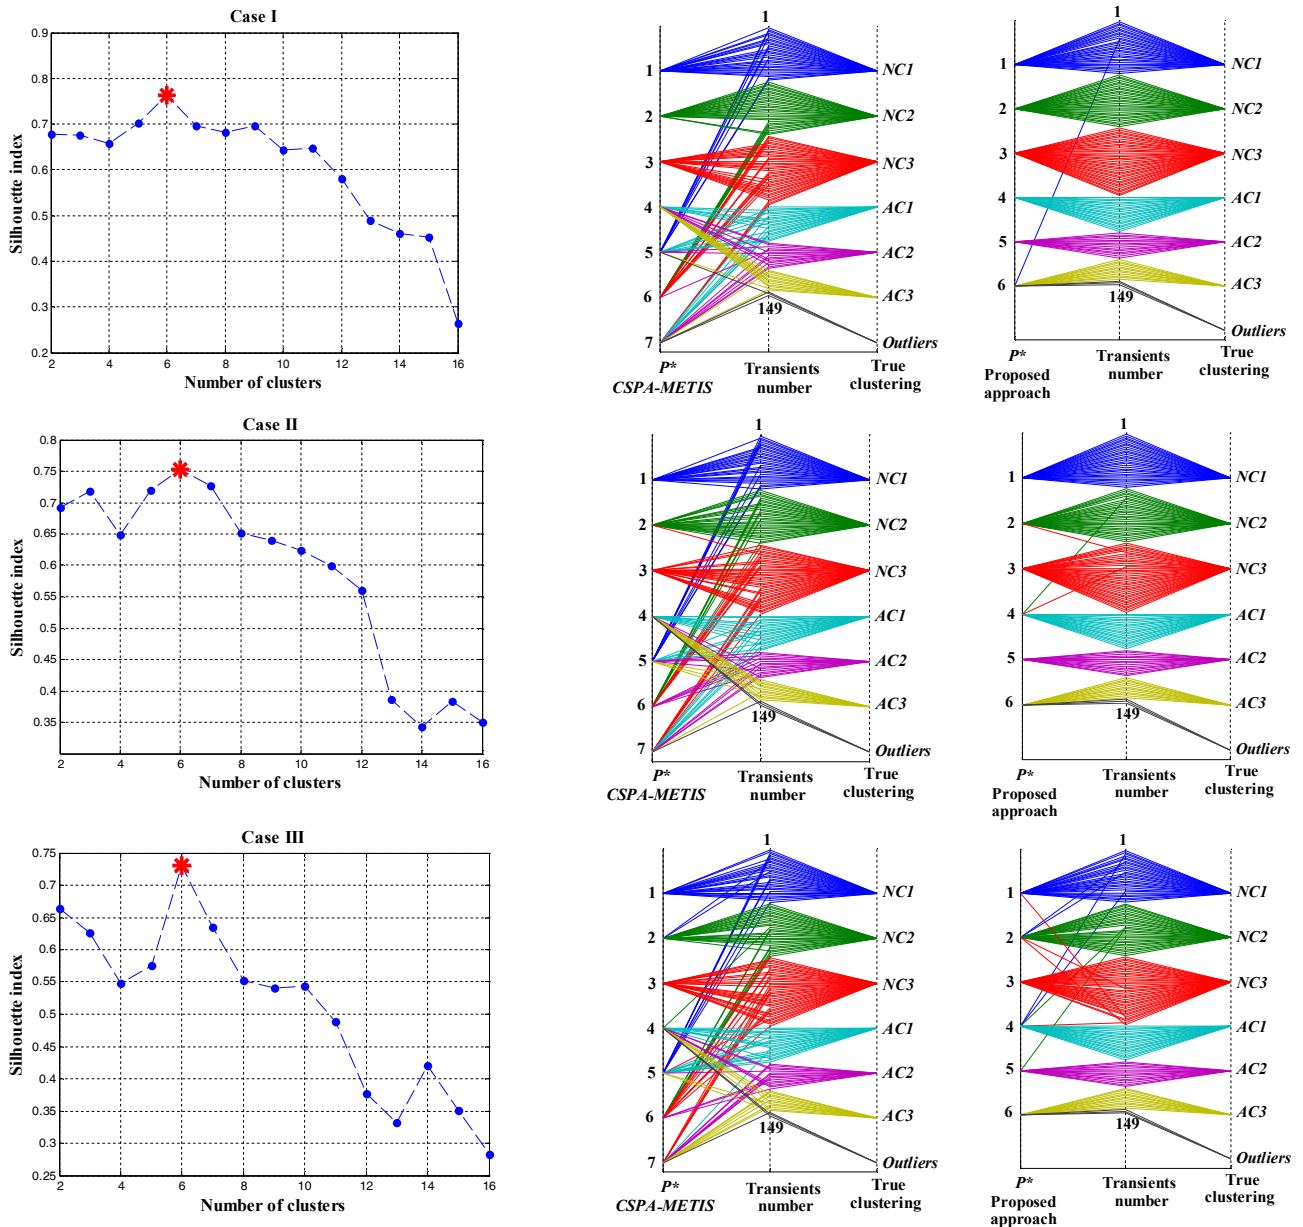 Case I
Silhouette index
0.9
0.8
0.7
0.6
0.5
0.4
0.3
0.2
2 4 6 8 10 12 14 16
Number of clusters
1
1
2
3
4
5
6
7
149
NC1
NC2
NC3
AC1
AC2
AC3
Outliers
P*
CSPA-METIS
Transients
number
True
clustering
1
1
2
3
4
5
6
149
NC1
NC2
NC3
AC1
AC2
AC3
Outliers
P*
Proposed
approach
Transients
number
True
clustering
Case II
Silhouette index
0.8
0.75
0.7
0.65
0.6
0.55
0.5
0.45
0.4
0.35
2 4 6 8 10 12 14 16
Number of clusters
1
1
2
3
4
5
6
7
149
NC1
NC2
NC3
AC1
AC2
AC3
Outliers
P*
CSPA-METIS
Transients
number
True
clustering
1
1
2
3
4
5
6
149
NC1
NC2
NC3
AC1
AC2
AC3
Outliers
P*
Proposed
approach
Transients
number
True
clustering
Case III
Silhouette index
0.75
0.7
0.65
0.6
0.55
0.5
0.45
0.4
0.35
0.3
0.25
2 4 6 8 10 12 14 16
Number of clusters
1
1
2
3
4
5
6
7
149
NC1
NC2
NC3
AC1
AC2
AC3
Outliers
P*
CSPA-METIS
Transients
number
True
clustering
1
1
2
3
4
5
6
149
NC1
NC2
NC3
AC1
AC2
AC3
Outliers
P*
Proposed
approach
Transients
number
True
clustering